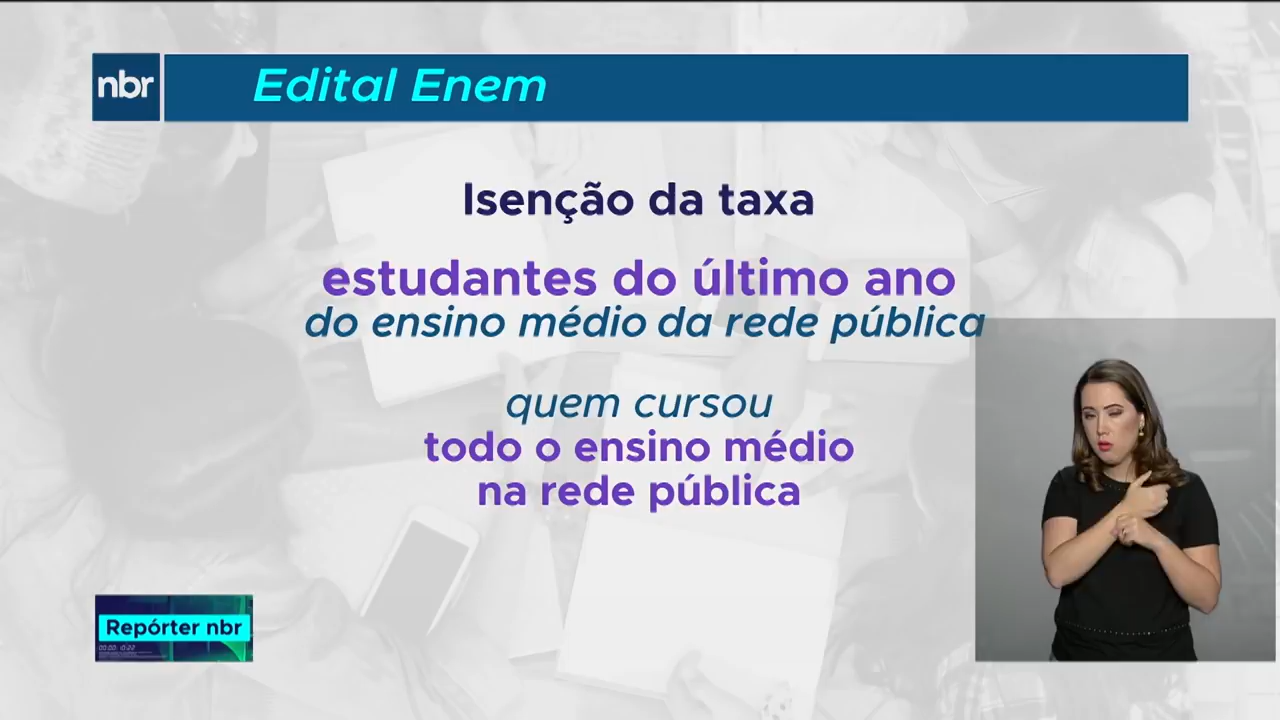 nbr
Edital Enem
Isenção da taxa
estudantes do último ano
do ensino médio da rede pública
quem cursou
todo o ensino médio
na rede pública
Repórter nbr